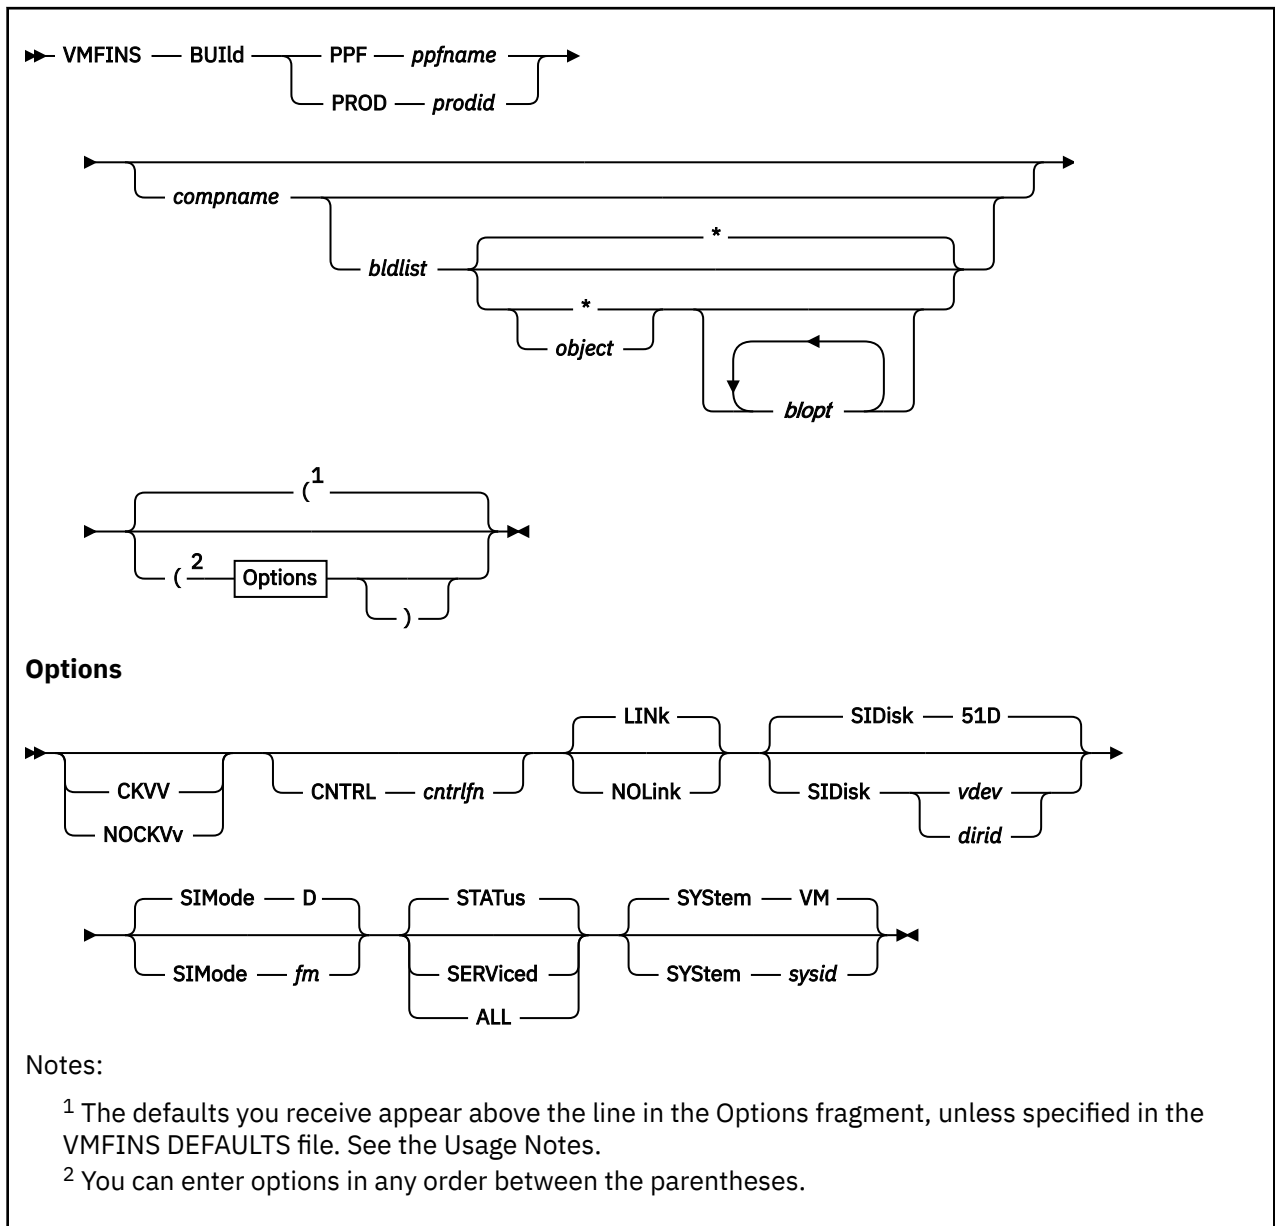 VMFINS BUIld PPF ppfname
PROD prodid
compname
*
bldlist
*
object
blopt
( 1
( 2 Options
)
Options
LINk SIDisk 51D
CKVV CNTRL cntrlfn NOLink SIDisk vdev
NOCKVv dirid
SIMode D STATus SYStem VM
SIMode fm SERViced SYStem sysid
ALL
Notes:
1 The defaults you receive appear above the line in the Options fragment, unless specified in the
VMFINS DEFAULTS file. See the Usage Notes.
2 You can enter options in any order between the parentheses.